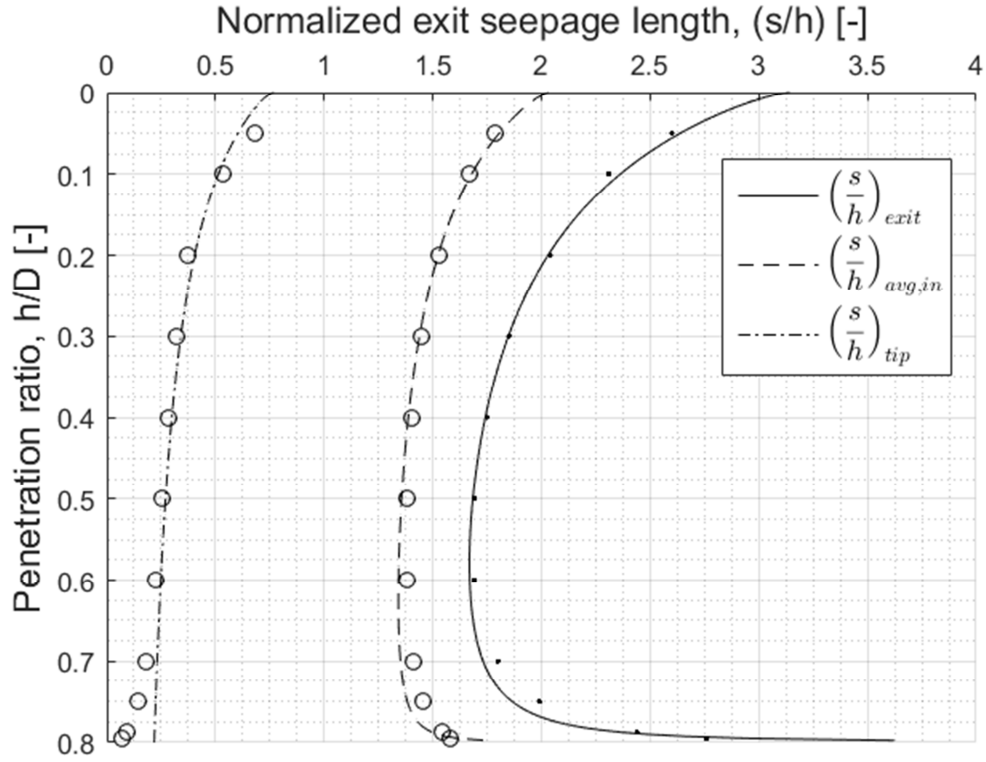 Normalized exit seepage length, (s/h) [-]
0 0.5 1 1.5 2 2.5 3 3.5 4
Penetration ratio, h/D [-]
0
0.1
0.2
0.3
0.4
0.5
0.6
0.7
0.8
(s/h)exit
(s/h)avg,in
(s/h)tip